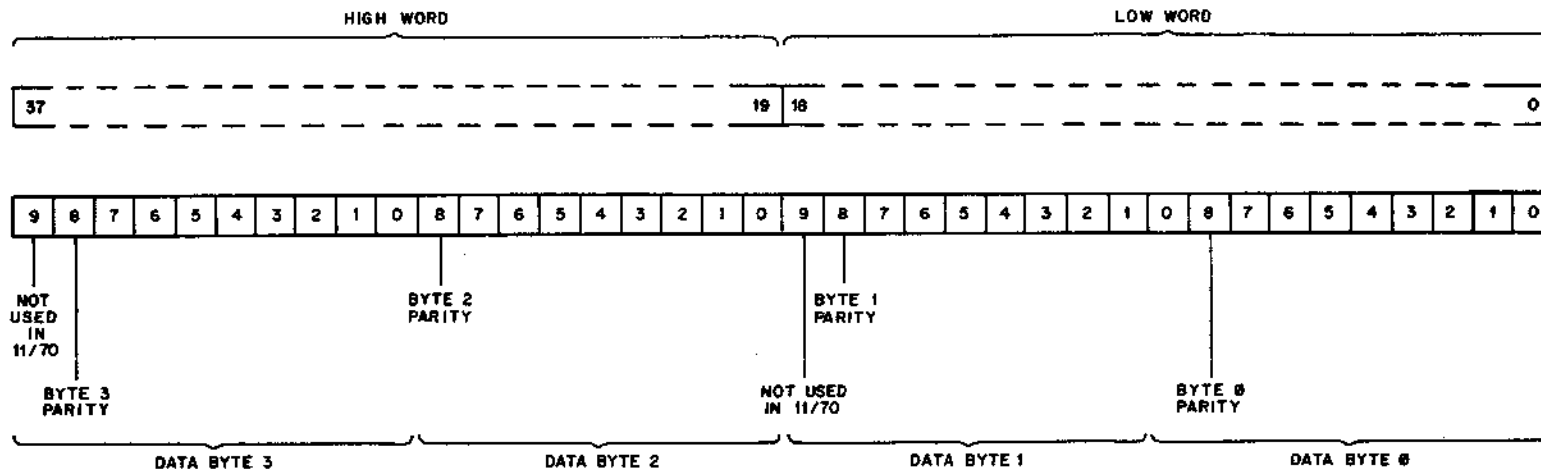 HIGH WORD LOW WORD
37 19 18 0
9 8 7 6 5 4 3 2 1 0 8 7 6 5 4 3 2 1 0 9 8 7 6 5 4 3 2 1 0 8 7 6 5 4 3 2 1 0
NOT
USED
IN
11/70
BYTE 3
PARITY
BYTE 2
PARITY
NOT USED
IN 11/70
BYTE 1
PARITY
BYTE Ø
PARITY
DATA BYTE 3 DATA BYTE 2 DATA BYTE 1 DATA BYTE Ø